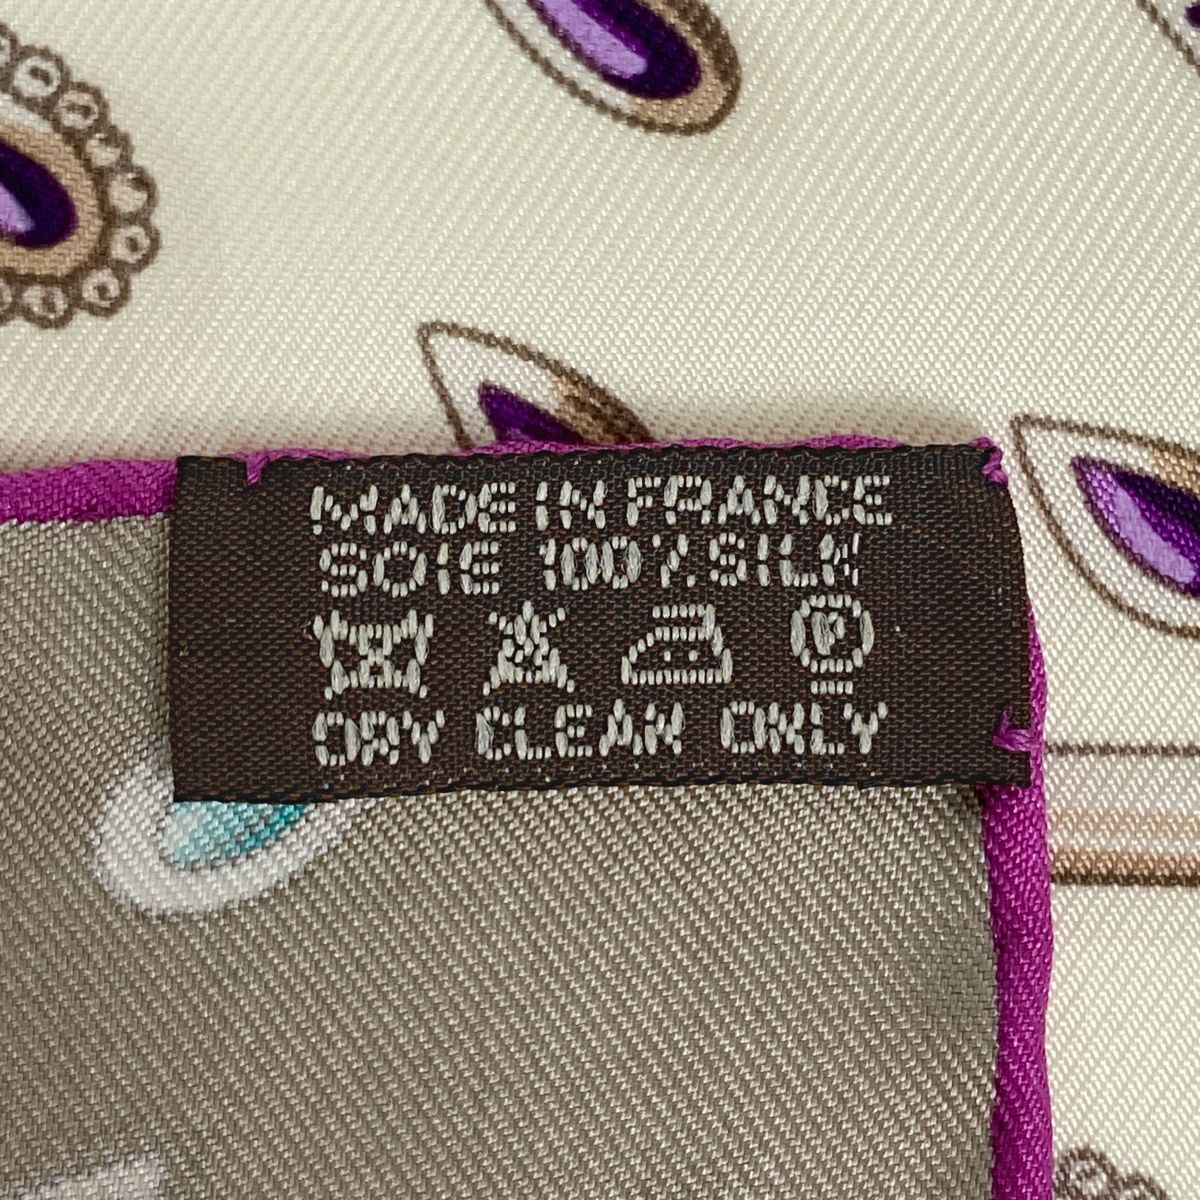 MADE IN FRANCE
SOIE 100% SILK
P
DRY CLEAN ONLY